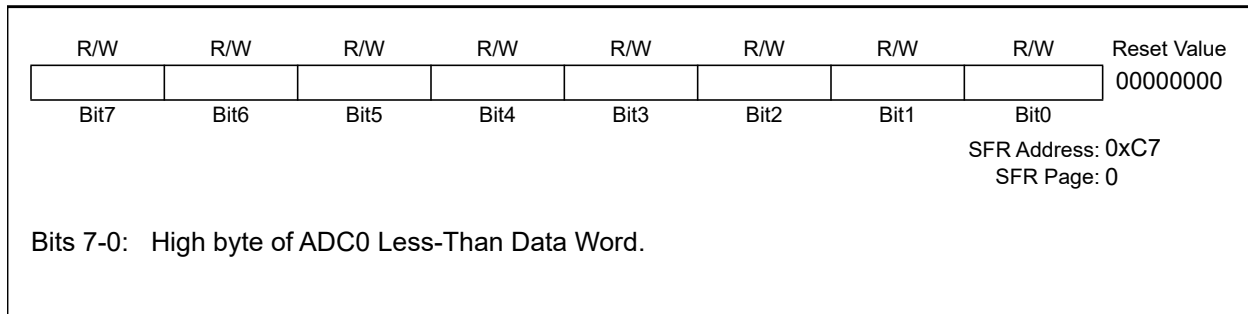 R/W R/W R/W R/W R/W R/W R/W R/W Reset Value
00000000
Bit7 Bit6 Bit5 Bit4 Bit3 Bit2 Bit1 Bit0
SFR Address: 0xC7
SFR Page: 0
Bits 7-0: High byte of ADC0 Less-Than Data Word.